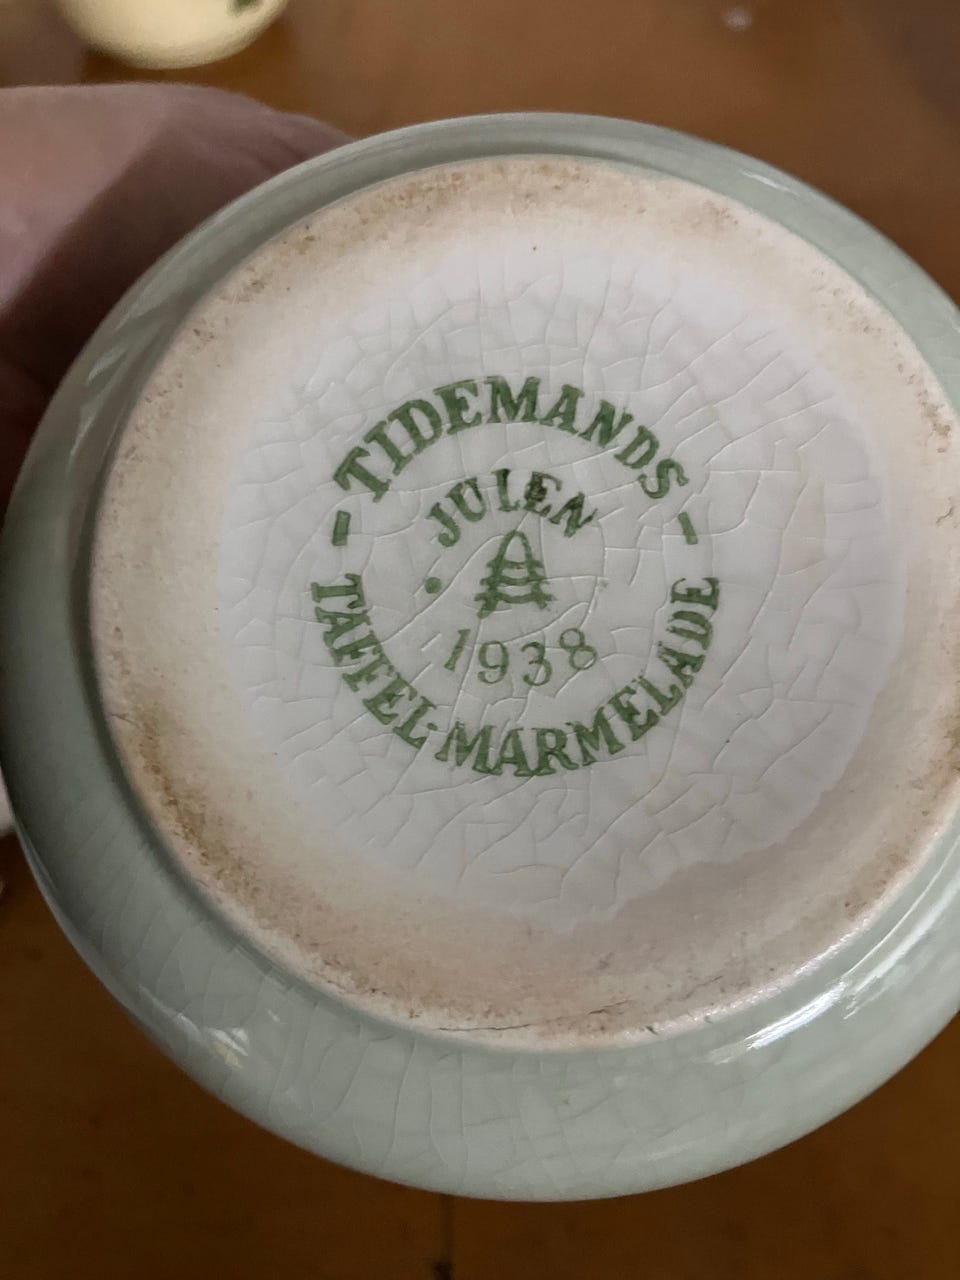 - TIDEMANDS -
JULEN
1938
TAFFEL-MARMELADE